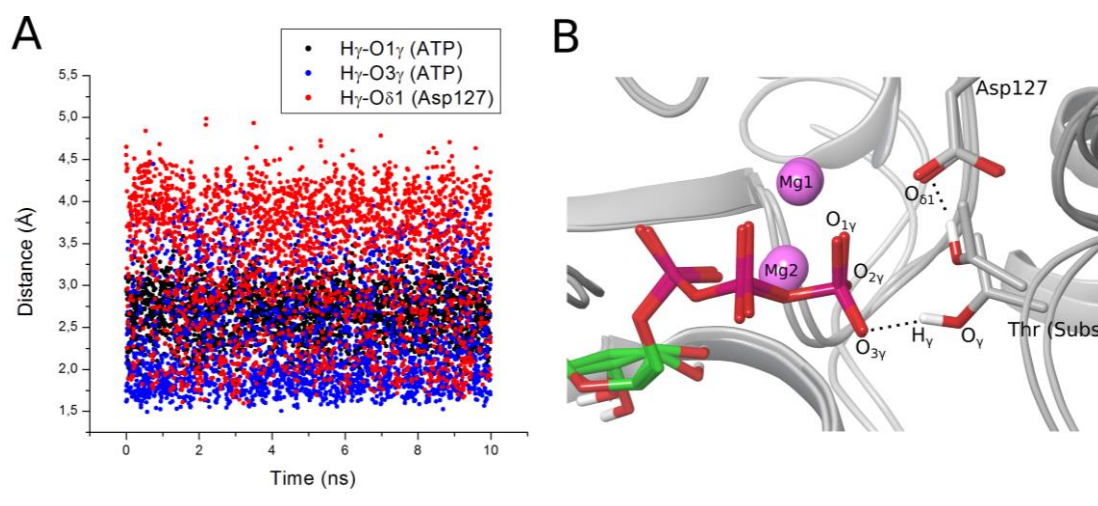 A
Hγ-O1γ (ATP)
Hγ-O3γ (ATP)
Hγ-Oδ1 (Asp127)
5,5
5,0
4,5
4,0
3,5
3,0
2,5
2,0
1,5
Distance (Å)
0 2 4 6 8 10
Time (ns)
B
Asp127
Mg1
Oδ1
O1γ
Mg2
O2γ
Thr (Subs
O3γ
Hγ
Oγ